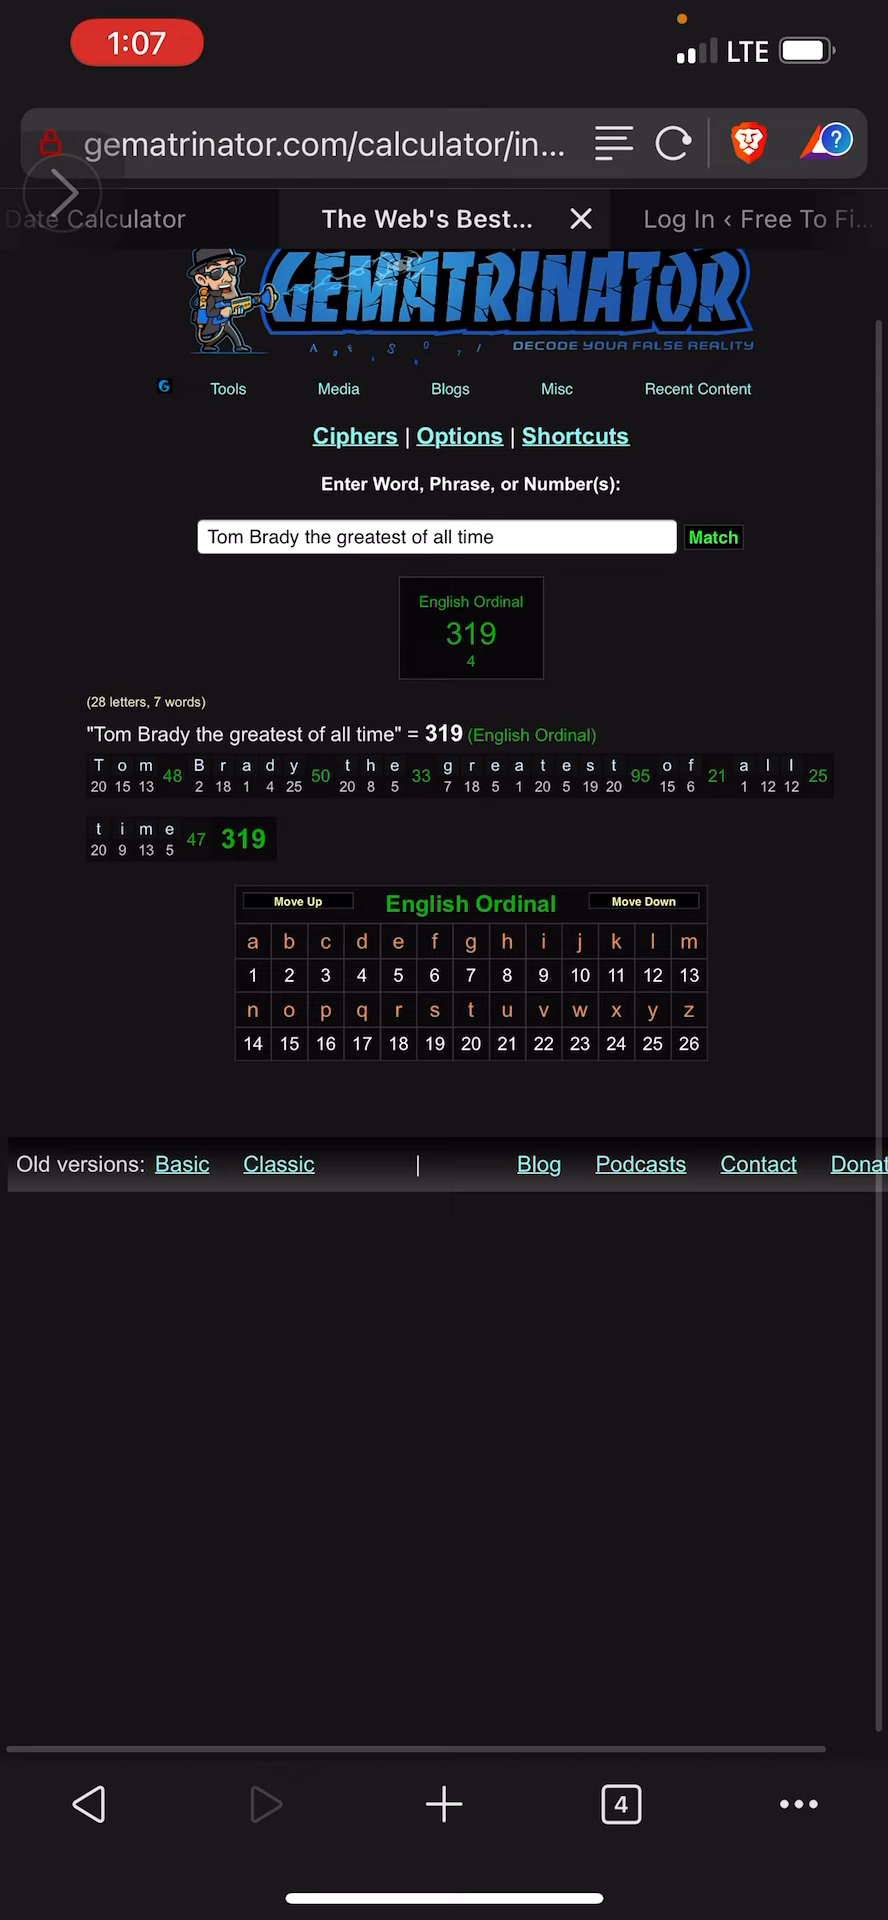 1:07
LTE
gematrinator.com/calculator/in...
?
Date Calculator
The Web's Best...
Log In ‹ Free To Fi...
GEMATRINATOR
DECODE YOUR FALSE REALITY
G Tools Media Blogs Misc Recent Content
Ciphers | Options | Shortcuts
Enter Word, Phrase, or Number(s):
Tom Brady the greatest of all time Match
English Ordinal
319
4
(28 letters, 7 words)
"Tom Brady the greatest of all time" = 319 (English Ordinal)
T o m 48 B r a d y 50 t h e 33 g r e a t e s t 95 o f 21 a l l 25
20 15 13 2 18 1 4 25 20 8 5 7 18 5 1 20 5 19 20 15 6 1 12 12
t i m e 47 319
20 9 13 5
Move Up English Ordinal Move Down
a b c d e f g h i j k l m
1 2 3 4 5 6 7 8 9 10 11 12 13
n o p q r s t u v w x y z
14 15 16 17 18 19 20 21 22 23 24 25 26
Old versions: Basic Classic | Blog Podcasts Contact Donat
4